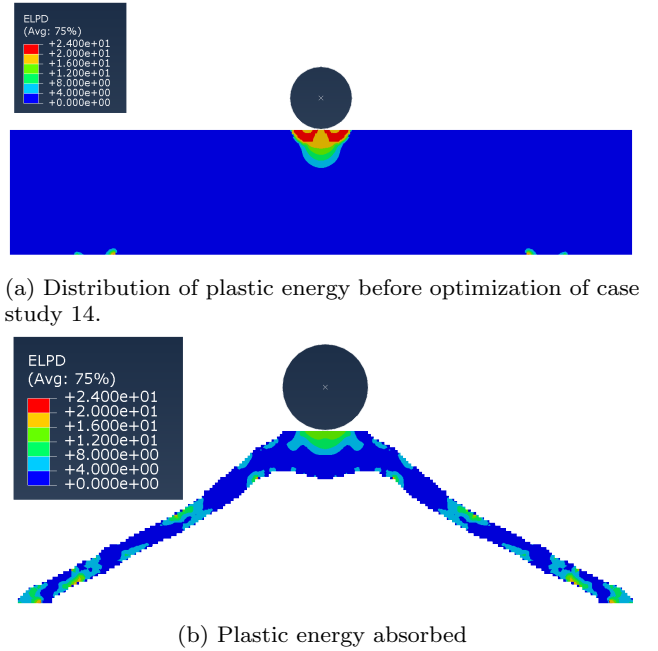 ELPD
(Avg: 75%)
+2.400e+01
+2.000e+01
+1.600e+01
+1.200e+01
+8.000e+00
+4.000e+00
+0.000e+00
(a) Distribution of plastic energy before optimization of case
study 14.
ELPD
(Avg: 75%)
+2.400e+01
+2.000e+01
+1.600e+01
+1.200e+01
+8.000e+00
+4.000e+00
+0.000e+00
(b) Plastic energy absorbed